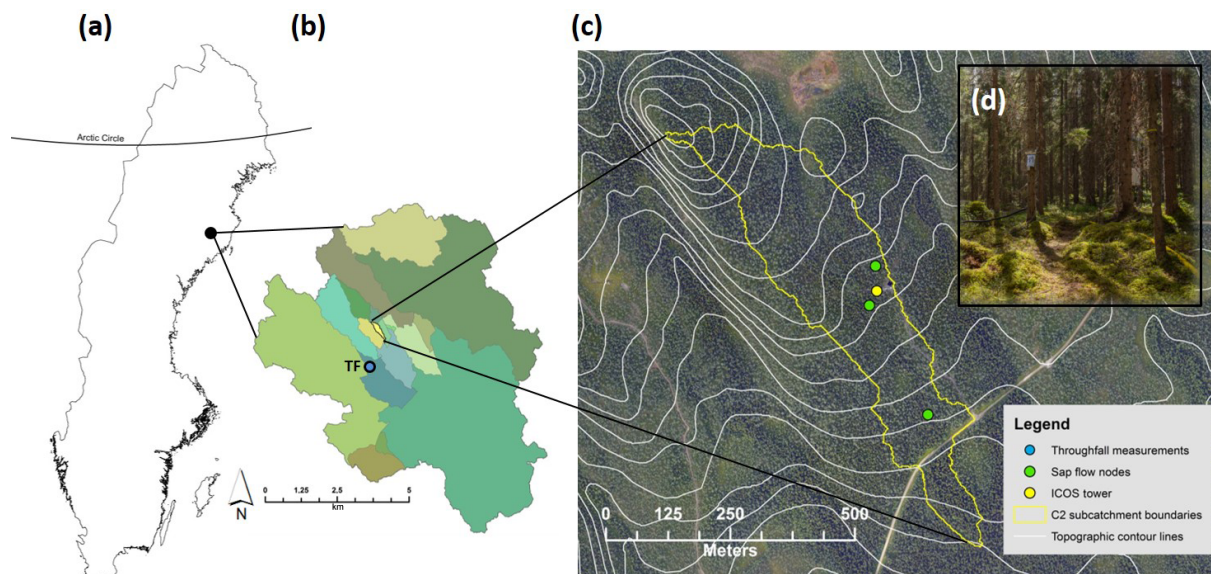 (a)
(b)
(c)
Arctic Circle
(d)
TF
N
0 1.25 2.5 5
km
0 125 250 500
Meters
Legend
Throughfall measurements
Sap flow nodes
ICOS tower
C2 subcatchment boundaries
Topographic contour lines